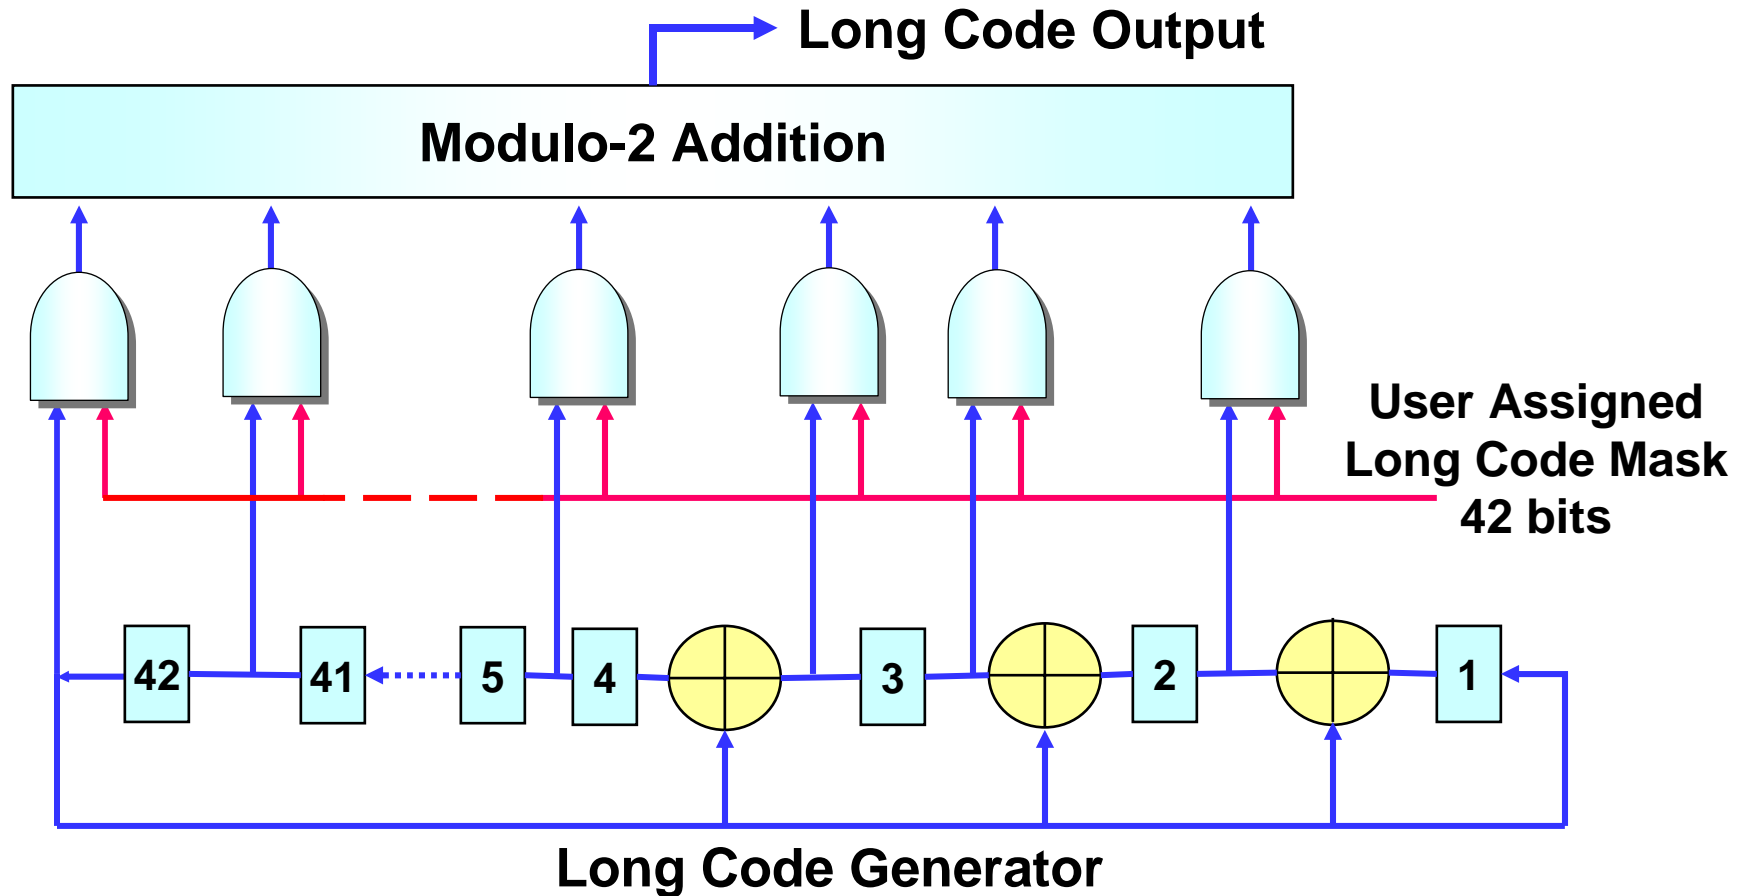 Long Code Output
Modulo-2 Addition
User Assigned
Long Code Mask
42 bits
42 41 5 4 3 2 1
Long Code Generator